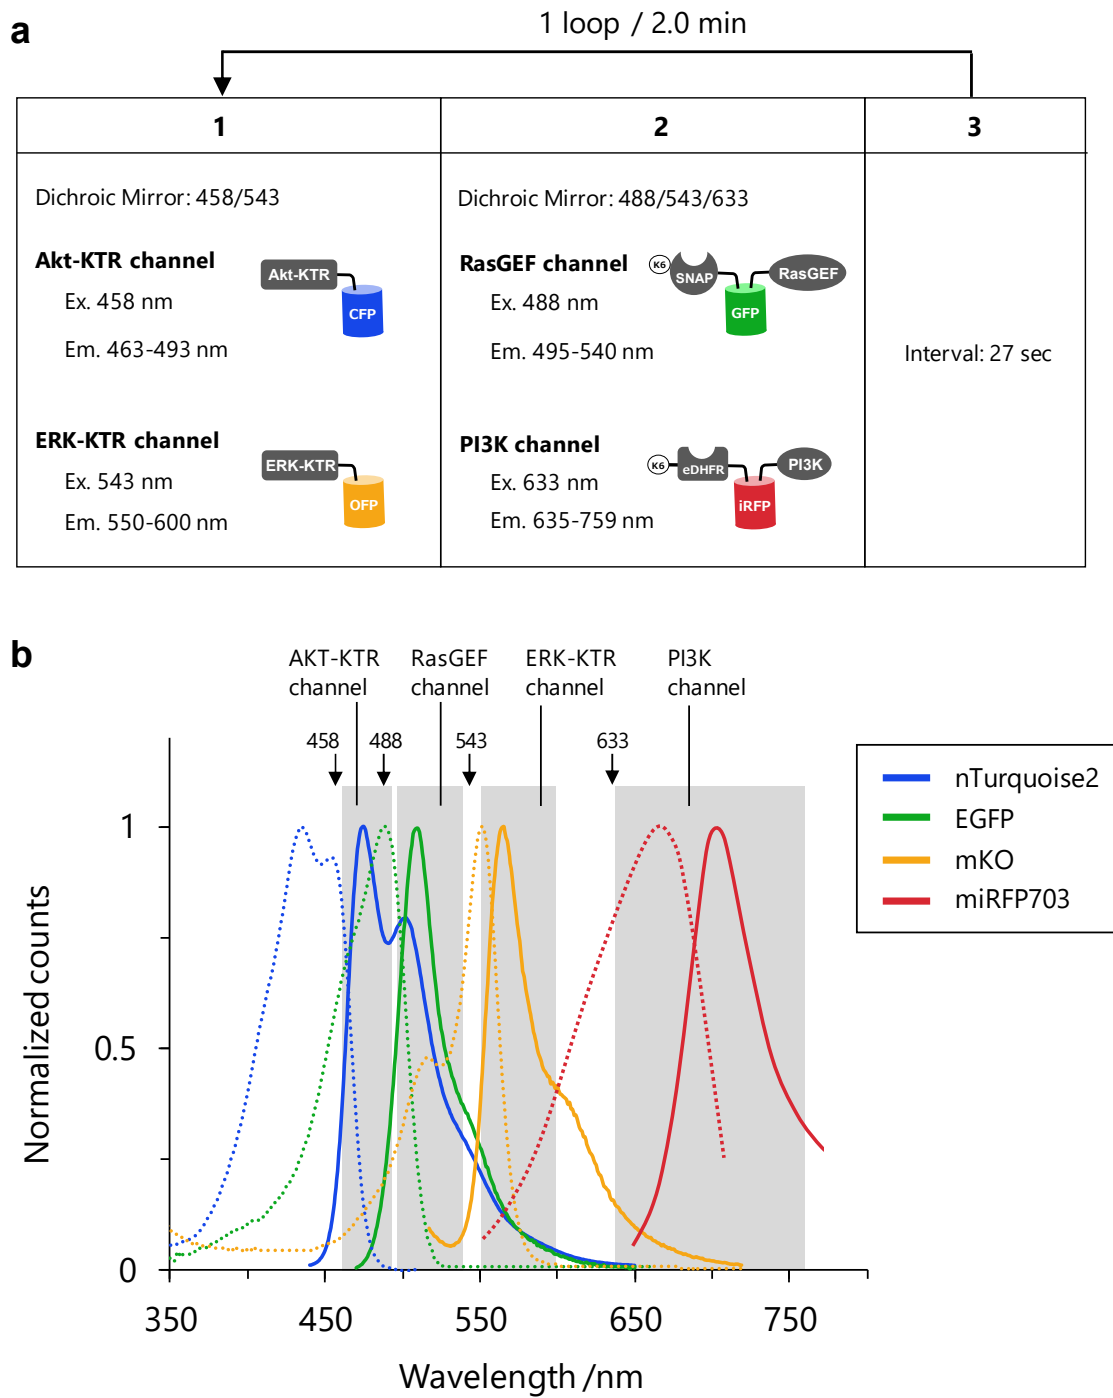 a
1 loop / 2.0 min
1
2
3
Dichroic Mirror: 458/543
Akt-KTR channel
Ex. 458 nm
Em. 463-493 nm
Akt-KTR
CFP
ERK-KTR channel
Ex. 543 nm
Em. 550-600 nm
ERK-KTR
OFP
Dichroic Mirror: 488/543/633
RasGEF channel
Ex. 488 nm
Em. 495-540 nm
K6
SNAP
RasGEF
GFP
PI3K channel
Ex. 633 nm
Em. 635-759 nm
K6
eDHFR
PI3K
iRFP
Interval: 27 sec
b
AKT-KTR
channel
RasGEF
channel
ERK-KTR
channel
PI3K
channel
458
488
543
633
nTurquoise2
EGFP
mKO
miRFP703
Normalized counts
1
0.5
0
350
450
550
650
750
Wavelength /nm